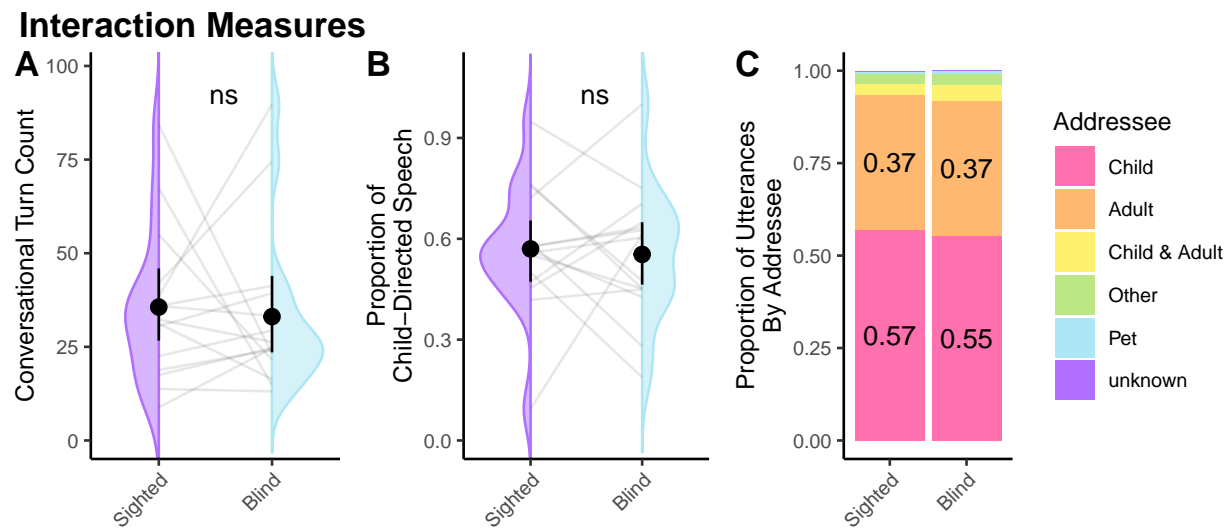 Interaction Measures
A
Conversational Turn Count
100
75
50
25
0
ns
Sighted
Blind
B
Proportion of
Child−Directed Speech
0.9
0.6
0.3
0.0
ns
Sighted
Blind
C
Proportion of Utterances
By Addressee
1.00
0.75
0.50
0.25
0.00
0.37
0.37
0.57
0.55
Sighted
Blind
Addressee
Child
Adult
Child & Adult
Other
Pet
unknown